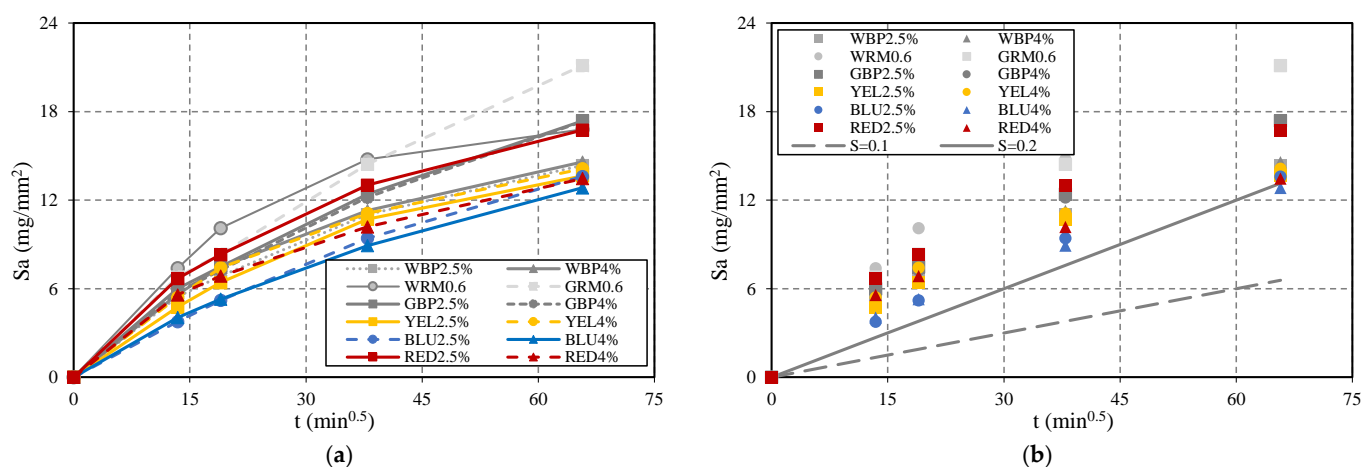 24
18
12
6
0
Sa (mg/mm²)
WBP2.5% WBP4%
WRM0.6 GRM0.6
GBP2.5% GBP4%
YEL2.5% YEL4%
BLU2.5% BLU4%
RED2.5% RED4%
0 15 30 45 60 75
t (min⁰·⁵)
(a)
24
18
12
6
0
Sa (mg/mm²)
WBP2.5% WBP4%
WRM0.6 GRM0.6
GBP2.5% GBP4%
YEL2.5% YEL4%
BLU2.5% BLU4%
RED2.5% RED4%
S=0.1 S=0.2
0 15 30 45 60 75
t (min⁰·⁵)
(b)